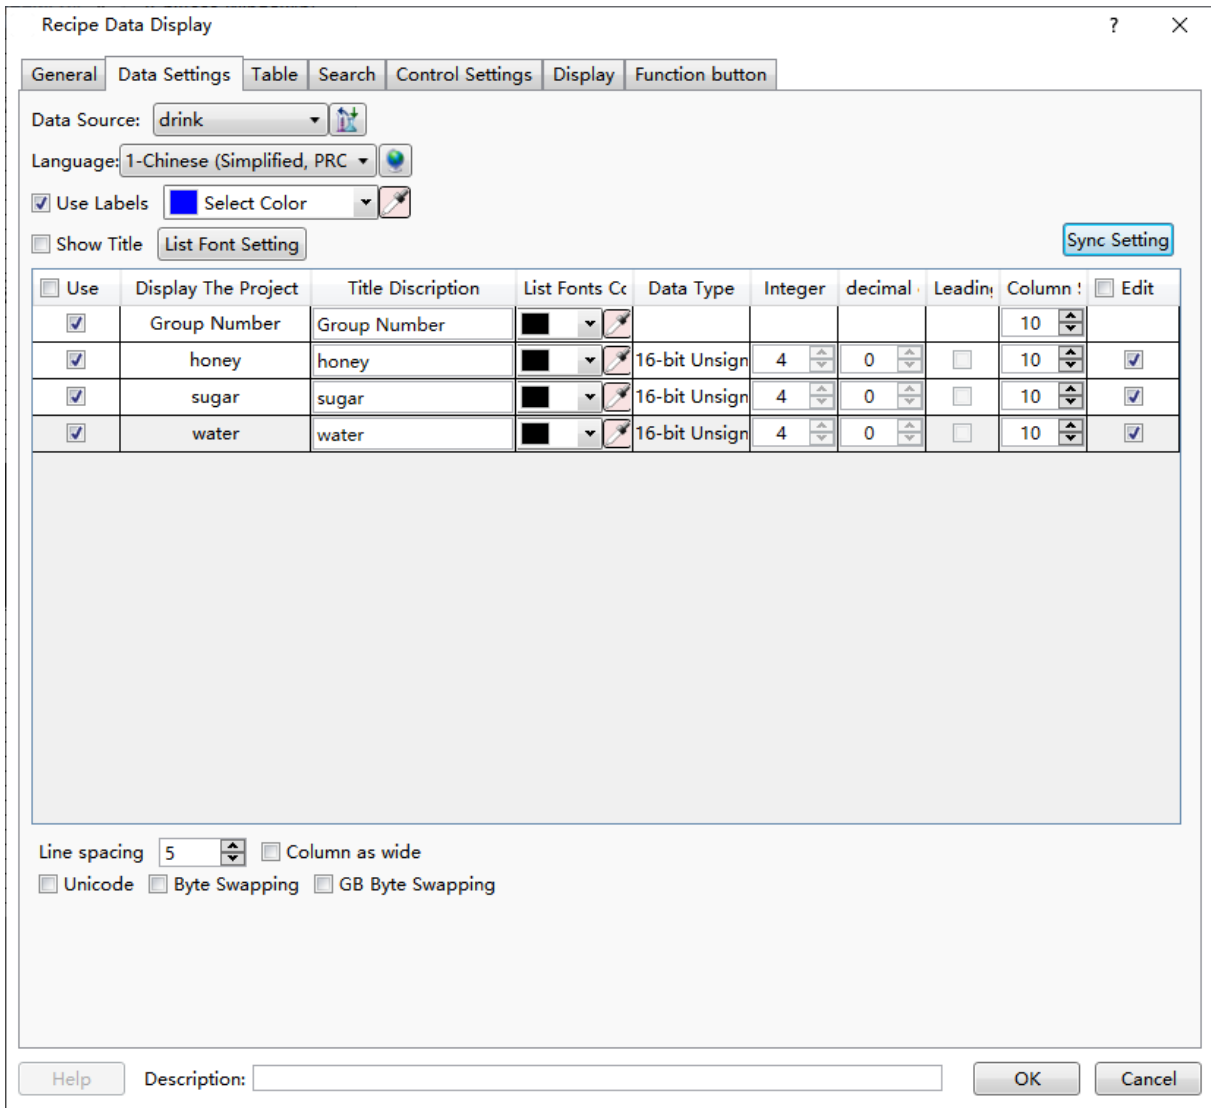 Recipe Data Display
General Data Settings Table Search Control Settings Display Function button
Data Source: drink
Language: 1-Chinese (Simplified, PRC
Use Labels Select Color
Show Title List Font Setting Sync Setting
Use Display The Project Title Discription List Fonts Cc Data Type Integer decimal Leading Column Edit
Group Number Group Number 10
honey honey 16-bit Unsign 4 0 10
sugar sugar 16-bit Unsign 4 0 10
water water 16-bit Unsign 4 0 10
Line spacing 5 Column as wide
Unicode Byte Swapping GB Byte Swapping
Help Description: OK Cancel